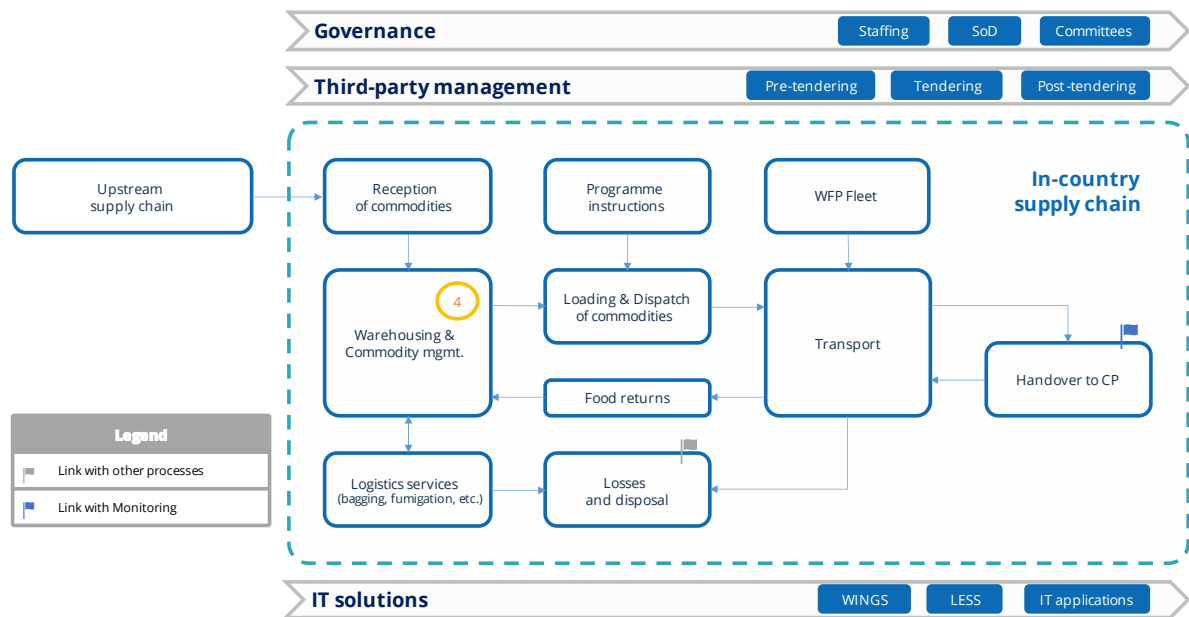 Governance
Staffing
SoD
Committees
Third-party management
Pre-tendering
Tendering
Post-tendering
In-country
supply chain
Upstream
supply chain
Reception
of commodities
Programme
instructions
WFP Fleet
4
Warehousing &
Commodity mgmt.
Loading & Dispatch
of commodities
Transport
Handover to CP
Food returns
Logistics services
(bagging, fumigation, etc.)
Losses
and disposal
Legend
Link with other processes
Link with Monitoring
IT solutions
WINGS
LESS
IT applications